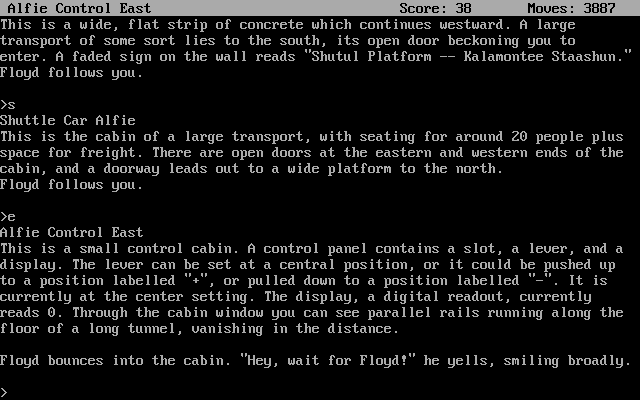 Alfie Control East Score: 38 Moves: 3887
This is a wide, flat strip of concrete which continues westward. A large
transport of some sort lies to the south, its open door beckoning you to
enter. A faded sign on the wall reads "Shutul Platform -- Kalamontee Staashun."
Floyd follows you.
>s
Shuttle Car Alfie
This is the cabin of a large transport, with seating for around 20 people plus
space for freight. There are open doors at the eastern and western ends of the
cabin, and a doorway leads out to a wide platform to the north.
Floyd follows you.
>e
Alfie Control East
This is a small control cabin. A control panel contains a slot, a lever, and a
display. The lever can be set at a central position, or it could be pushed up
to a position labelled "+", or pulled down to a position labelled "-". It is
currently at the center setting. The display, a digital readout, currently
reads 0. Through the cabin window you can see parallel rails running along the
floor of a long tunnel, vanishing in the distance.
Floyd bounces into the cabin. "Hey, wait for Floyd!" he yells, smiling broadly.
>